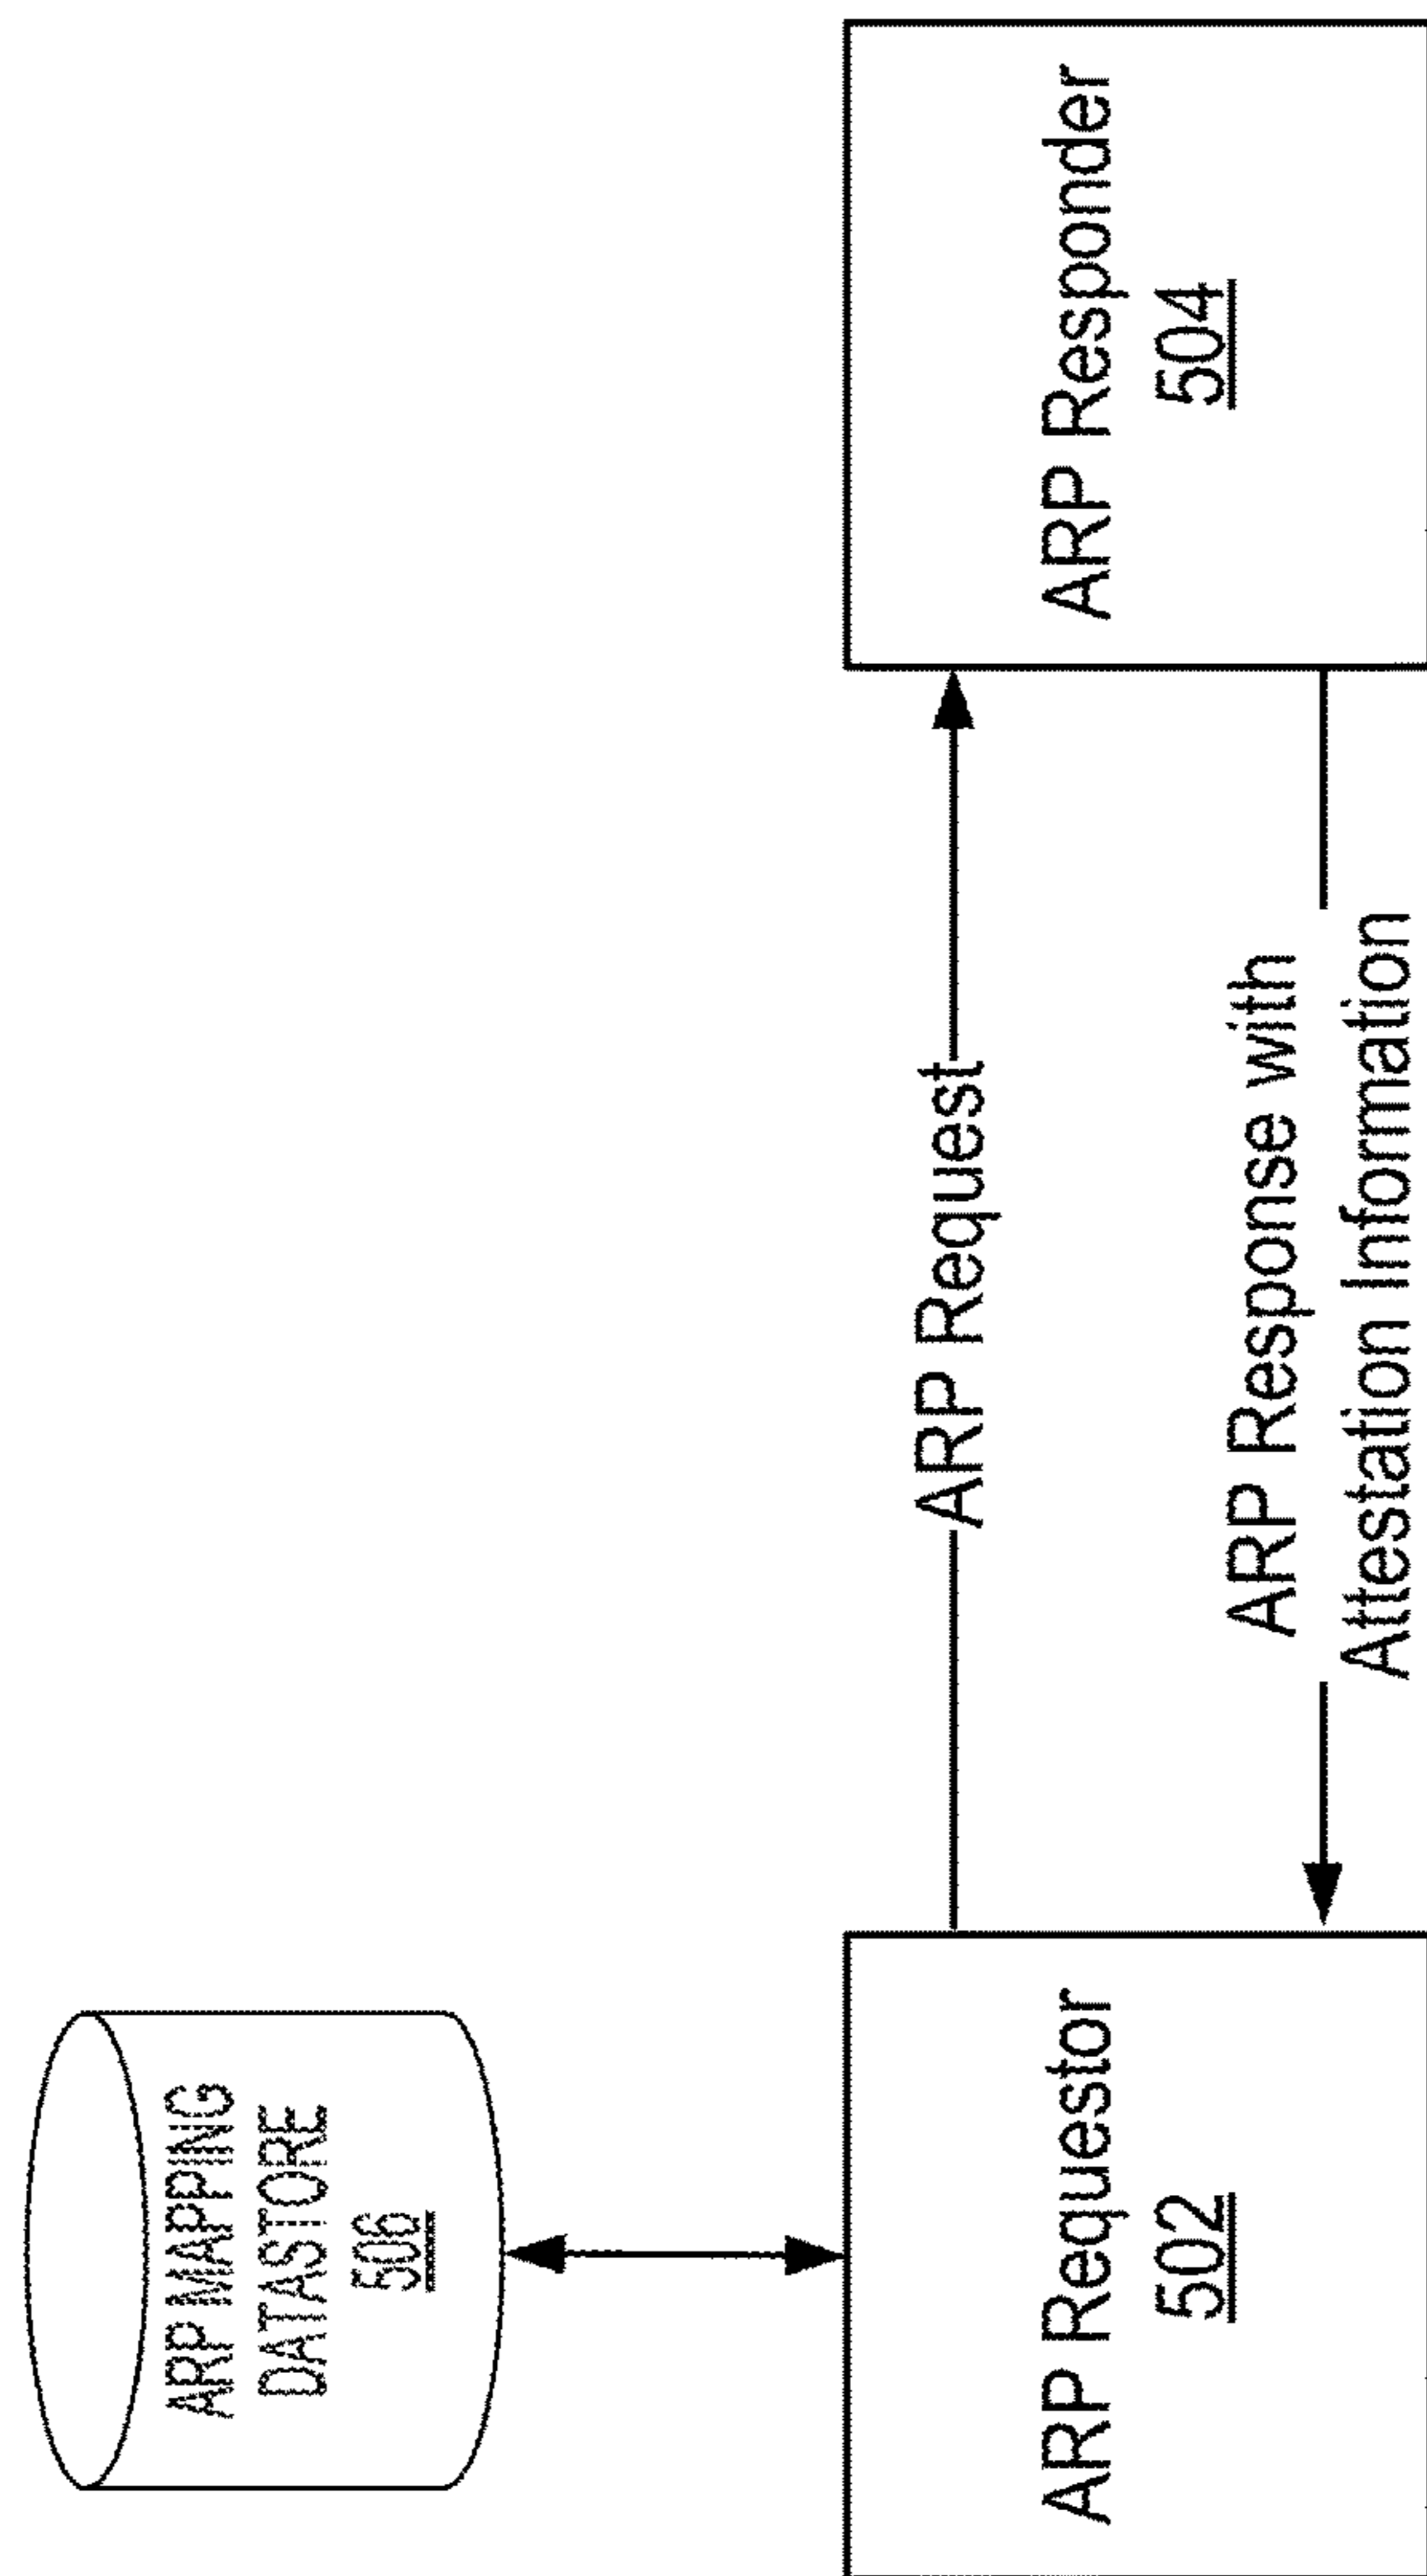 ARP MAPPING
DATASTORE
506
ARP Requestor
502
ARP Request
ARP Response with
Attestation Information
ARP Responder
504